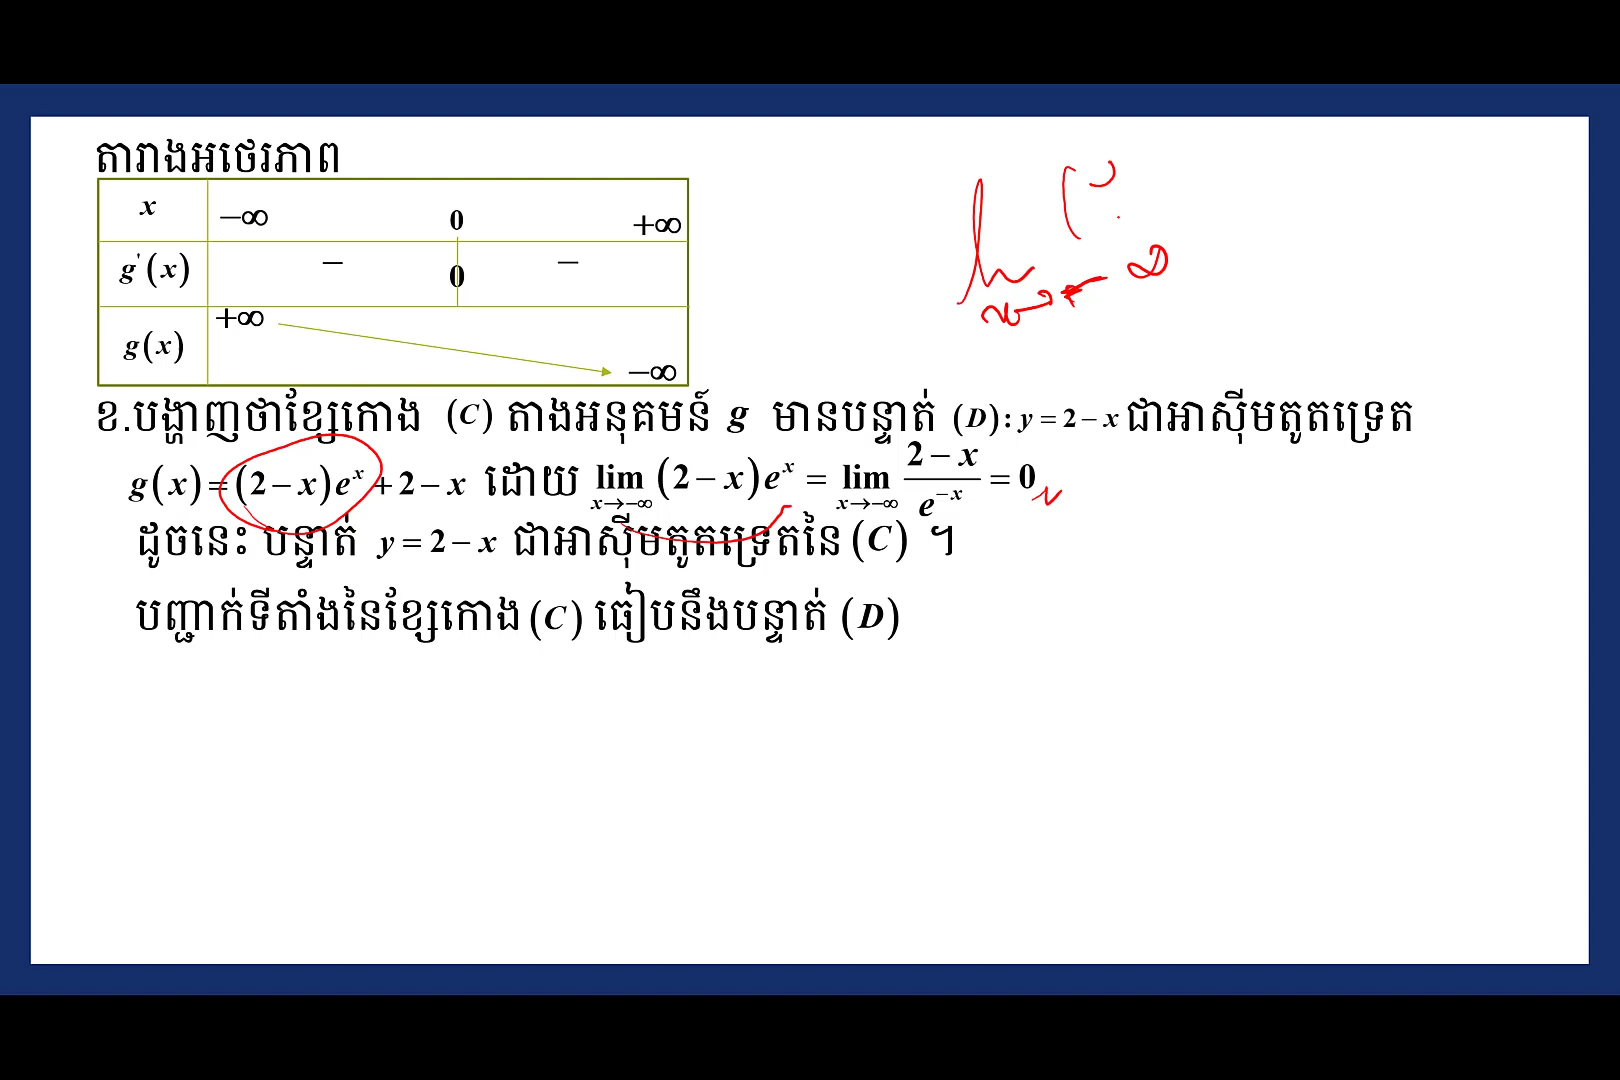 តារាងអថេរភាព
x −∞ 0 +∞
g'(x) − 0 −
g(x) +∞ −∞
ខ.បង្ហាញថាខ្សែកោង (C) តាងអនុគមន៍ g មានបន្ទាត់ (D): y = 2 − x ជាអាស៊ីមតូតទ្រេត
g(x) = (2 − x)eˣ + 2 − x ដោយ lim x→−∞ (2 − x)eˣ = lim x→−∞ (2 − x)/e⁻ˣ = 0
ដូចនេះ បន្ទាត់ y = 2 − x ជាអាស៊ីមតូតទ្រេតនៃ (C) ។
បញ្ជាក់ទីតាំងនៃខ្សែកោង (C) ធៀបនឹងបន្ទាត់ (D)